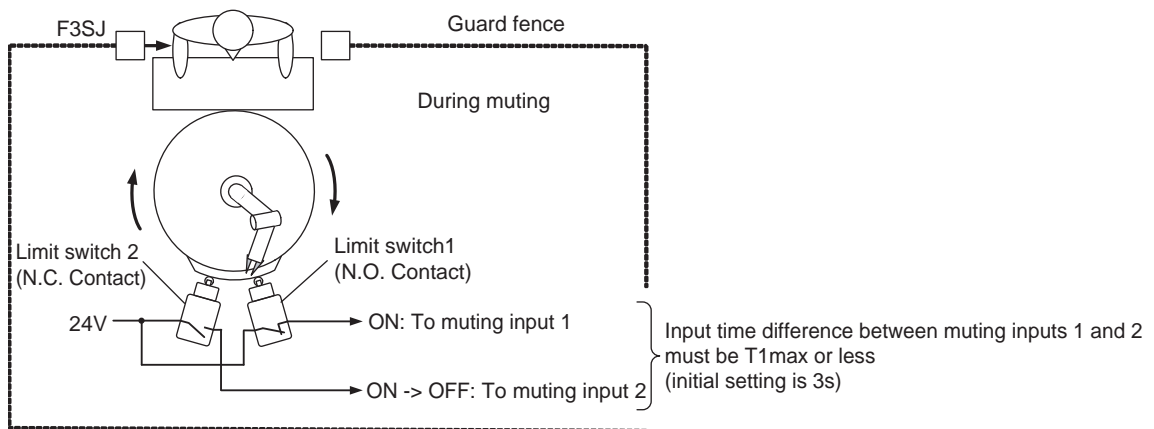 F3SJ
Guard fence
During muting
Limit switch 2
(N.C. Contact)
Limit switch1
(N.O. Contact)
24V
ON: To muting input 1
ON -> OFF: To muting input 2
Input time difference between muting inputs 1 and 2
must be T1max or less
(initial setting is 3s)